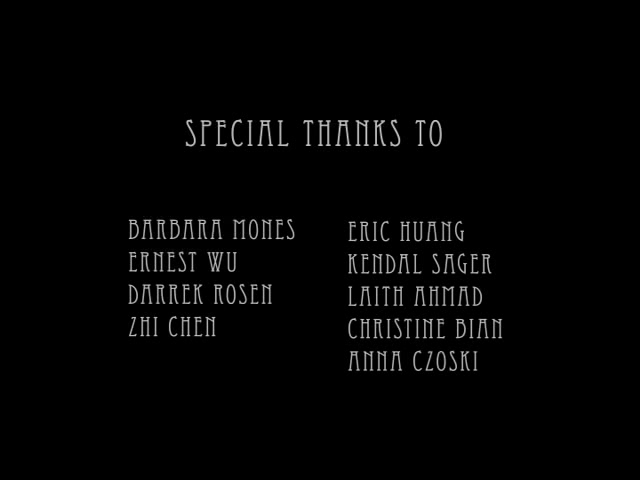 SPECIAL THANKS TO
BARBARA MONES
ERNEST WU
DARREK ROSEN
ZHI CHEN
ERIC HUANG
KENDAL SAGER
LAITH AHMAD
CHRISTINE BIAN
ANNA CZOSKI